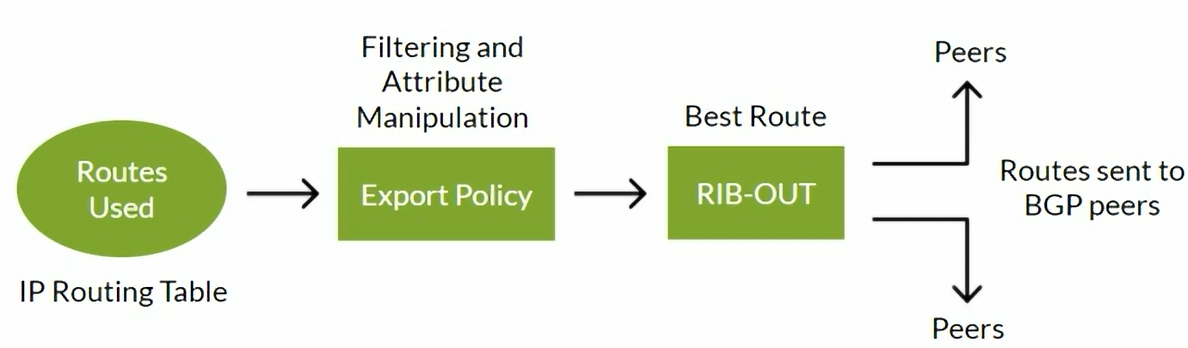 Routes
Used
IP Routing Table
Filtering and
Attribute
Manipulation
Export Policy
Best Route
RIB-OUT
Peers
Routes sent to
BGP peers
Peers